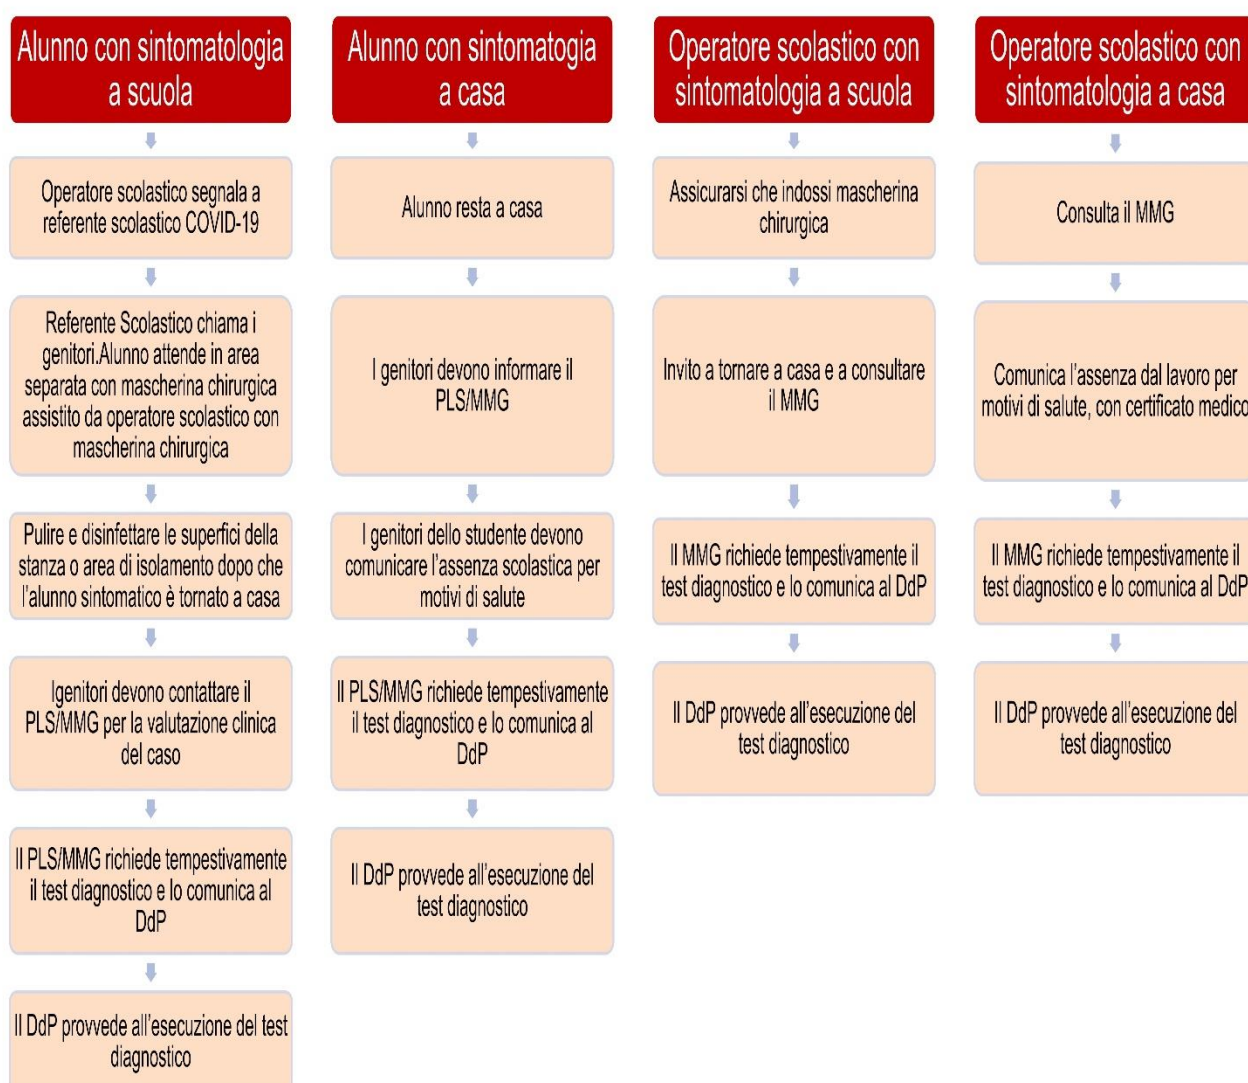 Alunno con sintomatologia
a scuola
Operatore scolastico segnala a
referente scolastico COVID-19
Referente Scolastico chiama i
genitori.Alunno attende in area
separata con mascherina chirurgica
assistito da operatore scolastico con
mascherina chirurgica
Pulire e disinfettare le superfici della
stanza o area di isolamento dopo che
l'alunno sintomatico è tornato a casa
Igenitori devono contattare il
PLS/MMG per la valutazione clinica
del caso
Il PLS/MMG richiede tempestivamente
il test diagnostico e lo comunica al
DdP
Il DdP provvede all'esecuzione del test
diagnostico
Alunno con sintomatogia
a casa
Alunno resta a casa
I genitori devono informare il
PLS/MMG
I genitori dello studente devono
comunicare l'assenza scolastica per
motivi di salute
Il PLS/MMG richiede tempestivamente
il test diagnostico e lo comunica al
DdP
Il DdP provvede all'esecuzione del
test diagnostico
Operatore scolastico con
sintomatologia a scuola
Assicurarsi che indossi mascherina
chirurgica
Invito a tornare a casa e a consultare
il MMG
Il MMG richiede tempestivamente il
test diagnostico e lo comunica al DdP
Il DdP provvede all'esecuzione del
test diagnostico
Operatore scolastico con
sintomatologia a casa
Consulta il MMG
Comunica l'assenza dal lavoro per
motivi di salute, con certificato medico
Il MMG richiede tempestivamente il
test diagnostico e lo comunica al DdP
Il DdP provvede all'esecuzione del
test diagnostico